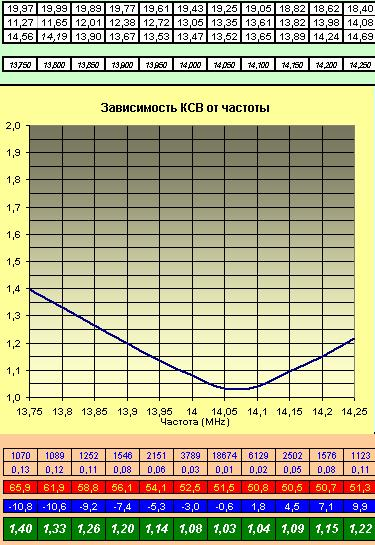 19,97 19,99 19,89 19,77 19,61 19,43 19,25 19,05 18,82 18,62 18,40
11,27 11,65 12,01 12,38 12,72 13,05 13,35 13,61 13,82 13,98 14,08
14,56 14,19 13,90 13,67 13,53 13,47 13,52 13,65 13,89 14,24 14,69
13,750 13,800 13,850 13,900 13,950 14,000 14,050 14,100 14,150 14,200 14,250
Зависимость КСВ от частоты
2,0
1,9
1,8
1,7
1,6
1,5
1,4
1,3
1,2
1,1
1,0
13,75 13,8 13,85 13,9 13,95 14 14,05 14,1 14,15 14,2 14,25
Частота (MHz)
1070 1089 1252 1546 2151 3789 18674 6129 2502 1576 1123
0,13 0,12 0,11 0,08 0,06 0,03 0,01 0,02 0,05 0,08 0,11
65,9 61,9 58,8 56,1 54,1 52,5 51,5 50,8 50,5 50,7 51,3
-10,8 -10,6 -9,2 -7,4 -5,3 -3,0 -0,6 1,8 4,5 7,1 9,9
1,40 1,33 1,26 1,20 1,14 1,08 1,03 1,04 1,09 1,15 1,22